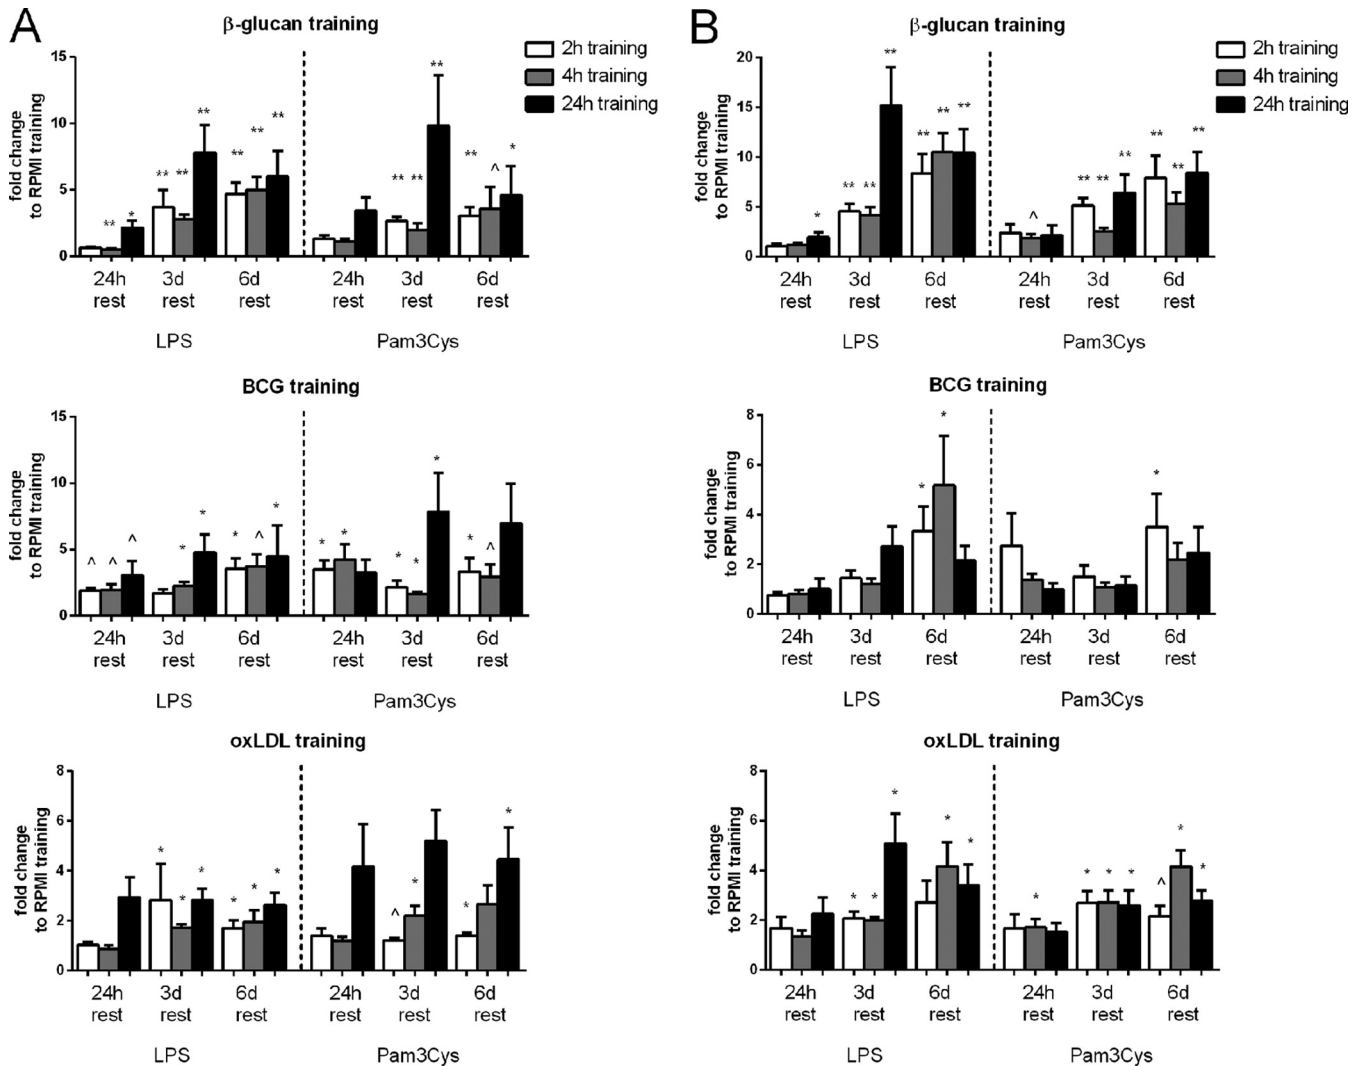 A
β-glucan training
2h training
4h training
24h training
fold change
to RPMI training
15
10
5
0
** * ** ** ** ** ** ** ** ** ** ** ^ *
24h
rest
3d
rest
6d
rest
24h
rest
3d
rest
6d
rest
LPS
Pam3Cys
BCG training
fold change
to RPMI training
15
10
5
0
^ ^ ^ * * * ^ * * * * * * * ^
24h
rest
3d
rest
6d
rest
24h
rest
3d
rest
6d
rest
LPS
Pam3Cys
oxLDL training
fold change
to RPMI training
8
6
4
2
0
* * * * * * ^ * * *
24h
rest
3d
rest
6d
rest
24h
rest
3d
rest
6d
rest
LPS
Pam3Cys
B
β-glucan training
2h training
4h training
24h training
fold change
to RPMI training
20
15
10
5
0
* ** ** ** ** ** ** ^ ** ** ** ** ** **
24h
rest
3d
rest
6d
rest
24h
rest
3d
rest
6d
rest
LPS
Pam3Cys
BCG training
fold change
to RPMI training
8
6
4
2
0
* * *
24h
rest
3d
rest
6d
rest
24h
rest
3d
rest
6d
rest
LPS
Pam3Cys
oxLDL training
fold change
to RPMI training
8
6
4
2
0
* * * * * * * * * ^ * *
24h
rest
3d
rest
6d
rest
24h
rest
3d
rest
6d
rest
LPS
Pam3Cys